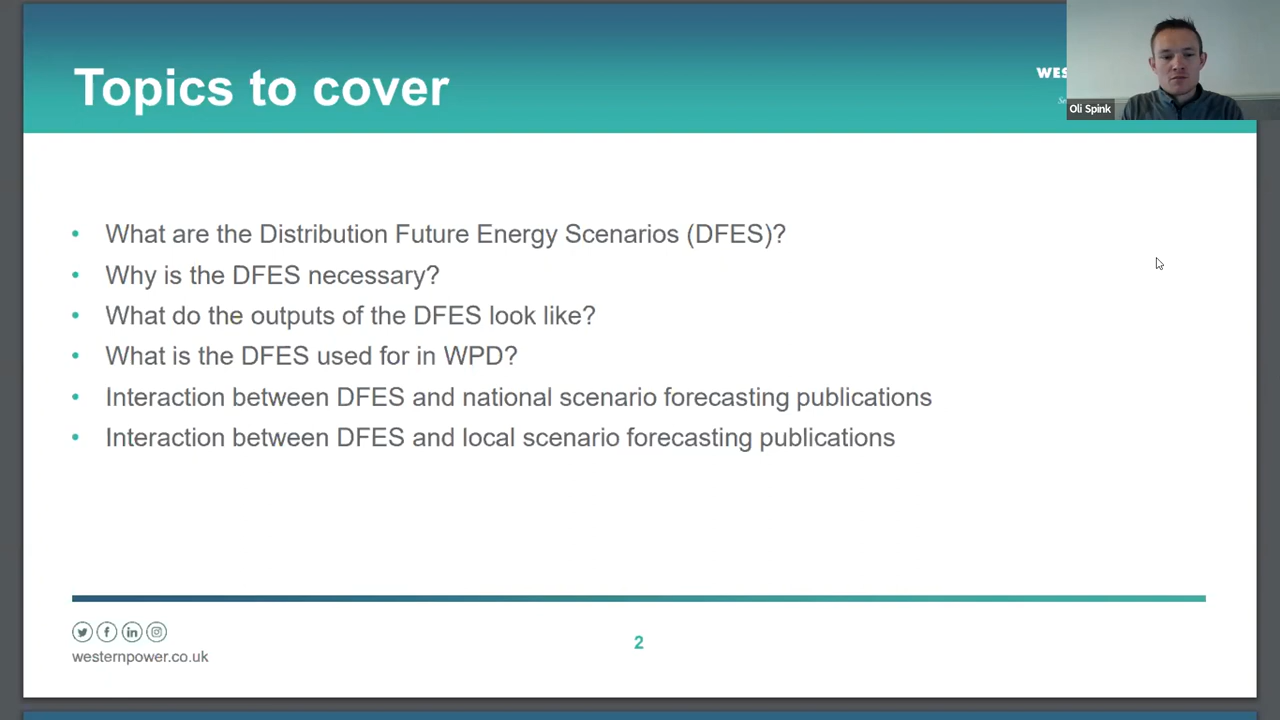 Topics to cover
WES
Oli Spink
• What are the Distribution Future Energy Scenarios (DFES)?
• Why is the DFES necessary?
• What do the outputs of the DFES look like?
• What is the DFES used for in WPD?
• Interaction between DFES and national scenario forecasting publications
• Interaction between DFES and local scenario forecasting publications
westernpower.co.uk
2